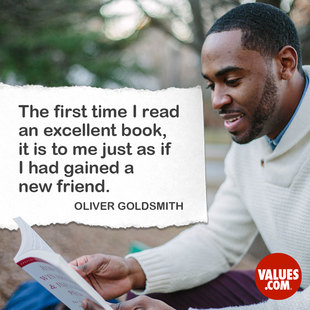 The first time I read
an excellent book,
it is to me just as if
I had gained a
new friend.
OLIVER GOLDSMITH
VALUES
.COM